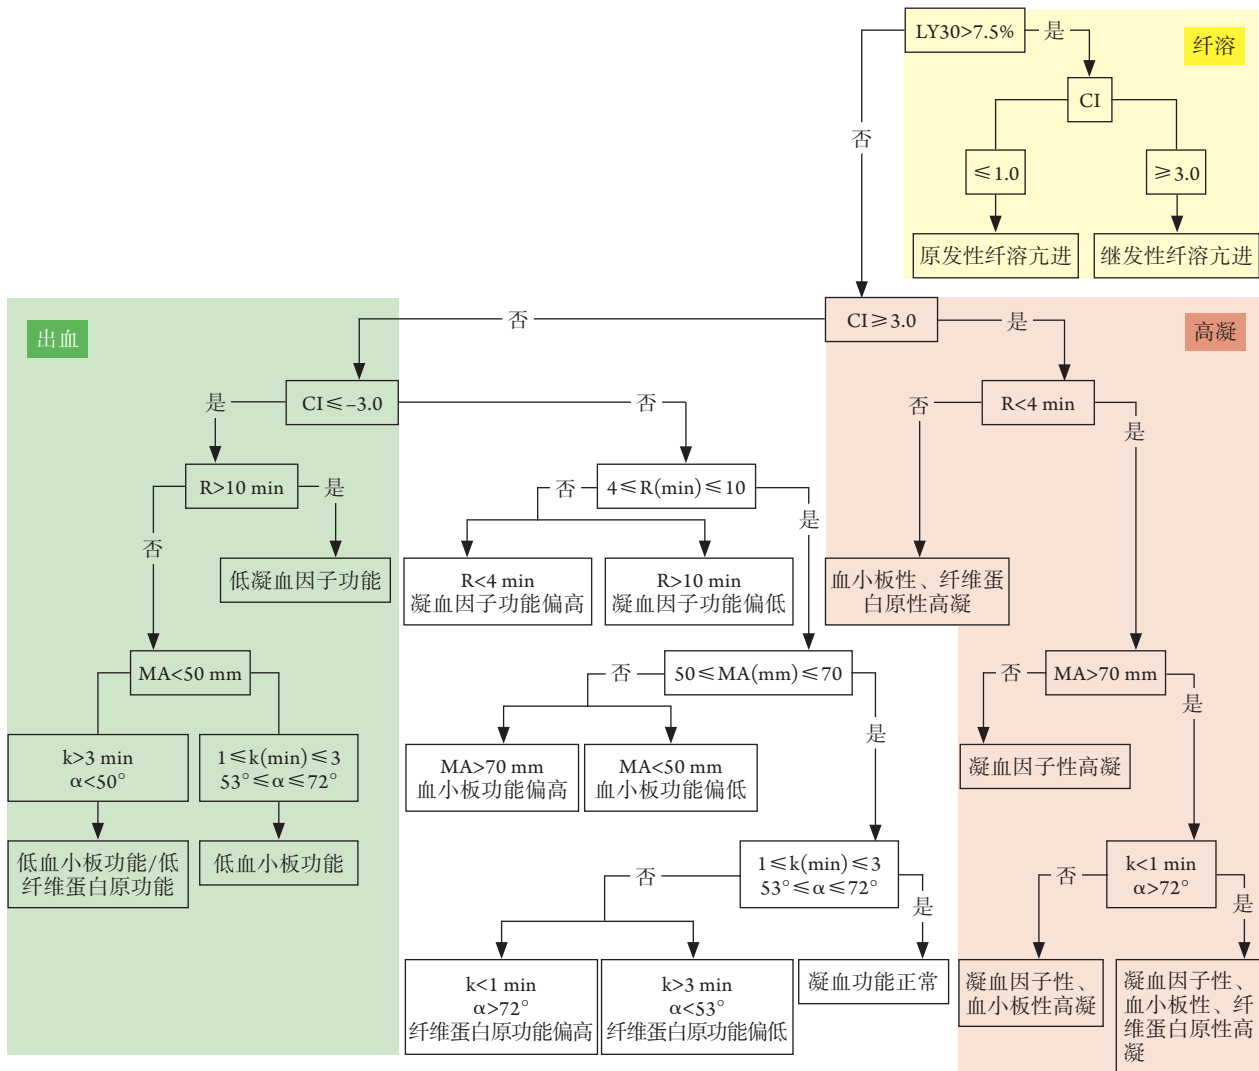 LY30>7.5%
是
纤溶
CI
否
≤1.0
≥3.0
原发性纤溶亢进
继发性纤溶亢进
出血
否
CI≥3.0
是
高凝
CI≤–3.0
是
否
R<4 min
否
是
R>10 min
是
否
4≤R(min)≤10
否
是
低凝血因子功能
R<4 min
凝血因子功能偏高
R>10 min
凝血因子功能偏低
血小板性、纤维蛋
白原性高凝
MA<50 mm
否
50≤MA(mm)≤70
是
否
MA>70 mm
是
k>3 min
α<50°
1≤k(min)≤3
53°≤α≤72°
MA>70 mm
血小板功能偏高
MA<50 mm
血小板功能偏低
凝血因子性高凝
低血小板功能/低
纤维蛋白原功能
低血小板功能
否
1≤k(min)≤3
53°≤α≤72°
是
否
k<1 min
α>72°
是
k<1 min
α>72°
纤维蛋白原功能偏高
k>3 min
α<53°
纤维蛋白原功能偏低
凝血功能正常
凝血因子性、
血小板性高凝
凝血因子性、
血小板性、纤
维蛋白原性高
凝